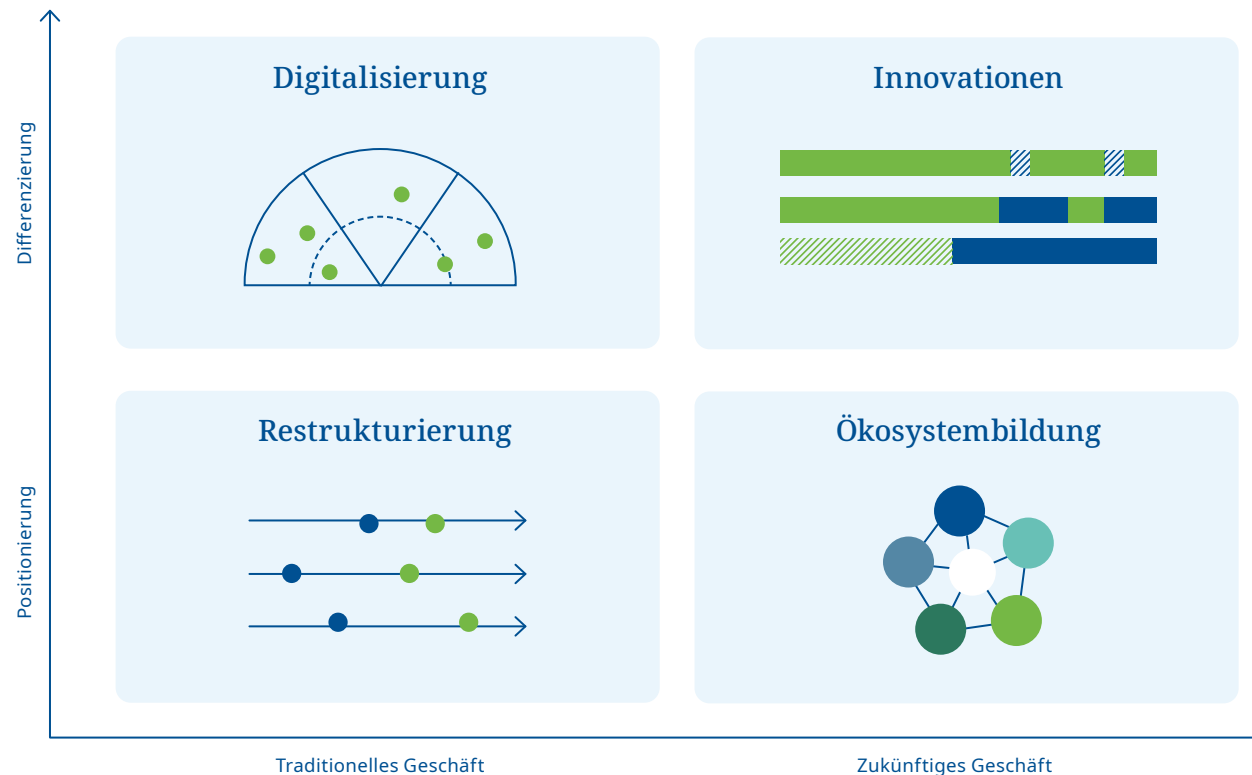 Differenzierung
Digitalisierung
Innovationen
Positionierung
Restrukturierung
Ökosystembildung
Traditionelles Geschäft
Zukünftiges Geschäft